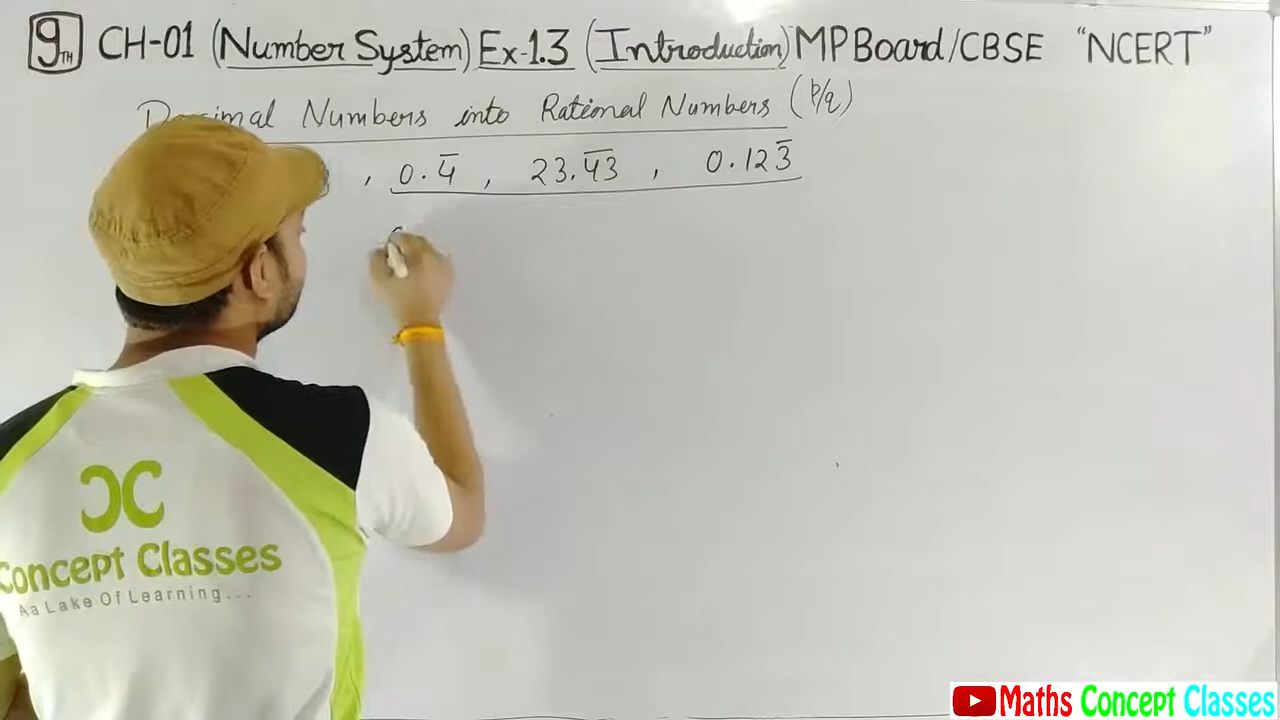 9TH CH-01 (Number System) Ex-1.3 (Introduction) MP Board/CBSE "NCERT"
Numbers into Rational Numbers (p/q)
, 0.4̅ , 23.4̅3̅ , 0.123̅
Concept Classes
Aa Lake Of Learning...
Maths Concept Classes